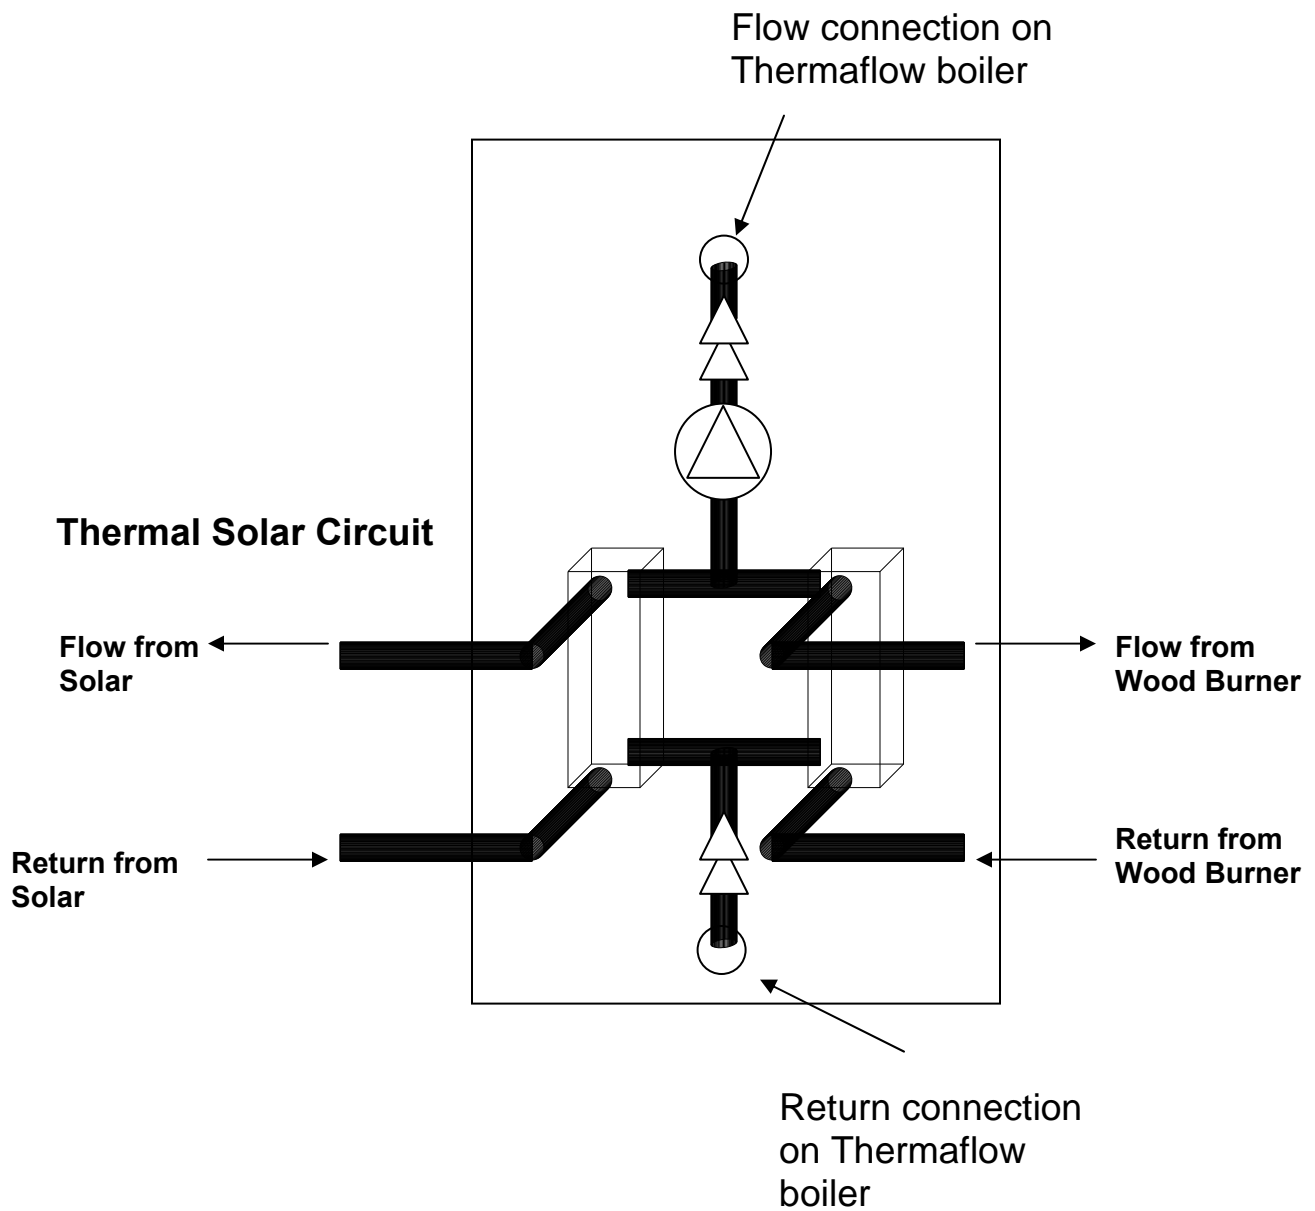 Flow connection on
Thermaflow boiler
Thermal Solar Circuit
Flow from
Solar
Flow from
Wood Burner
Return from
Solar
Return from
Wood Burner
Return connection
on Thermaflow
boiler